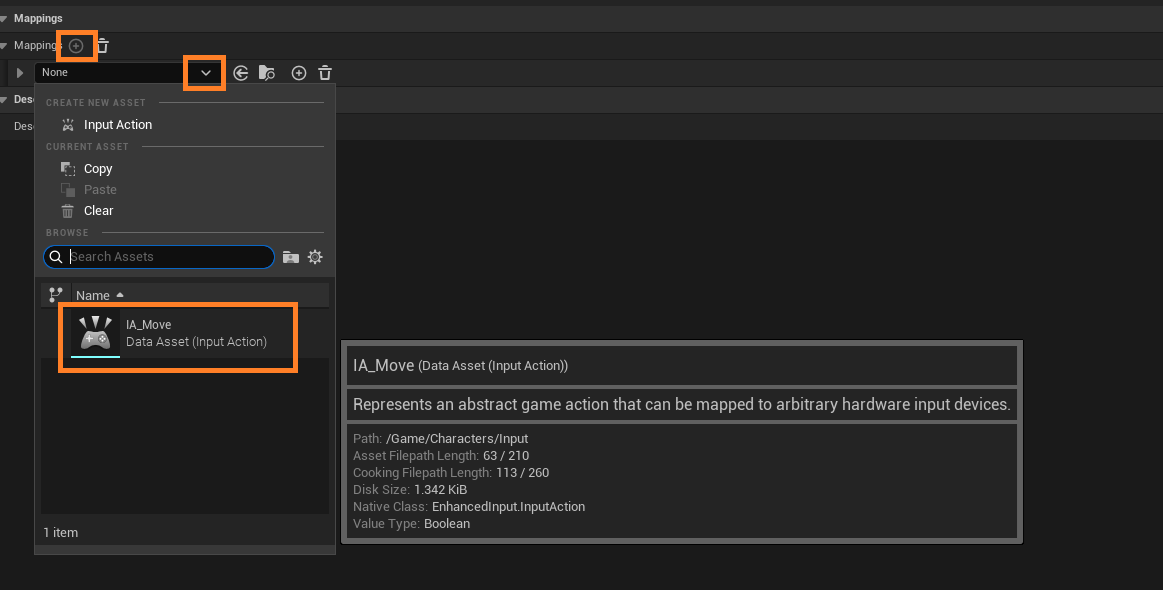 Mappings
Mappings
None
Desc
CREATE NEW ASSET
Input Action
Desc
CURRENT ASSET
Copy
Paste
Clear
BROWSE
Search Assets
Name
IA_Move
Data Asset (Input Action)
1 item
IA_Move (Data Asset (Input Action))
Represents an abstract game action that can be mapped to arbitrary hardware input devices.
Path: /Game/Characters/Input
Asset Filepath Length: 63 / 210
Cooking Filepath Length: 113 / 260
Disk Size: 1.342 KiB
Native Class: EnhancedInput.InputAction
Value Type: Boolean